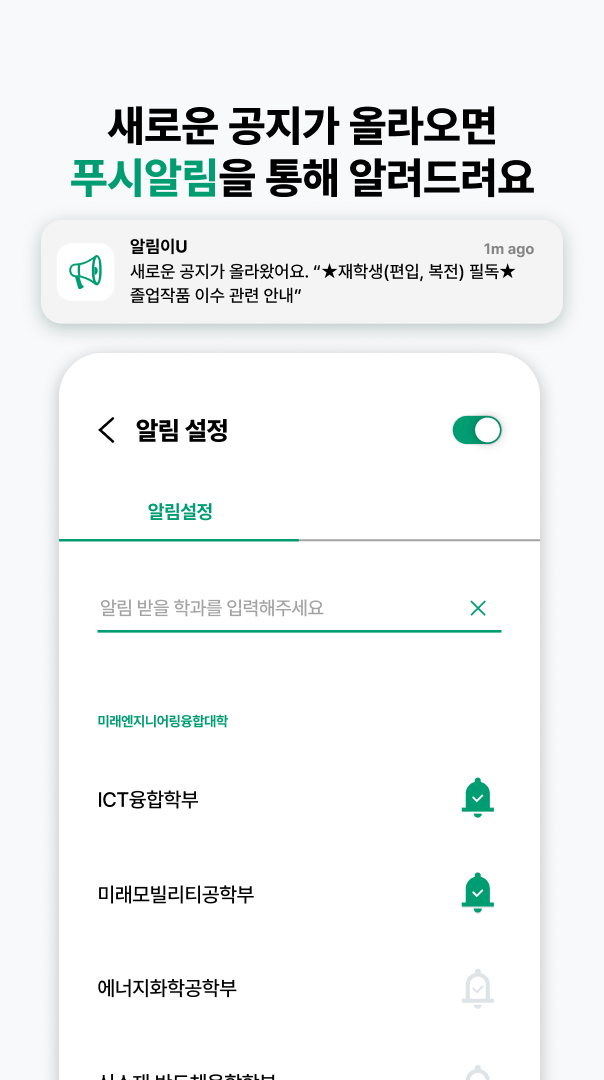 새로운 공지가 올라오면
푸시알림을 통해 알려드려요
알림이U
1m ago
새로운 공지가 올라왔어요. “★재학생(편입, 복전) 필독★
졸업작품 이수 관련 안내”
알림 설정
알림설정
알림 받을 학과를 입력해주세요
미래엔지니어링융합대학
ICT융합학부
미래모빌리티공학부
에너지화학공학부